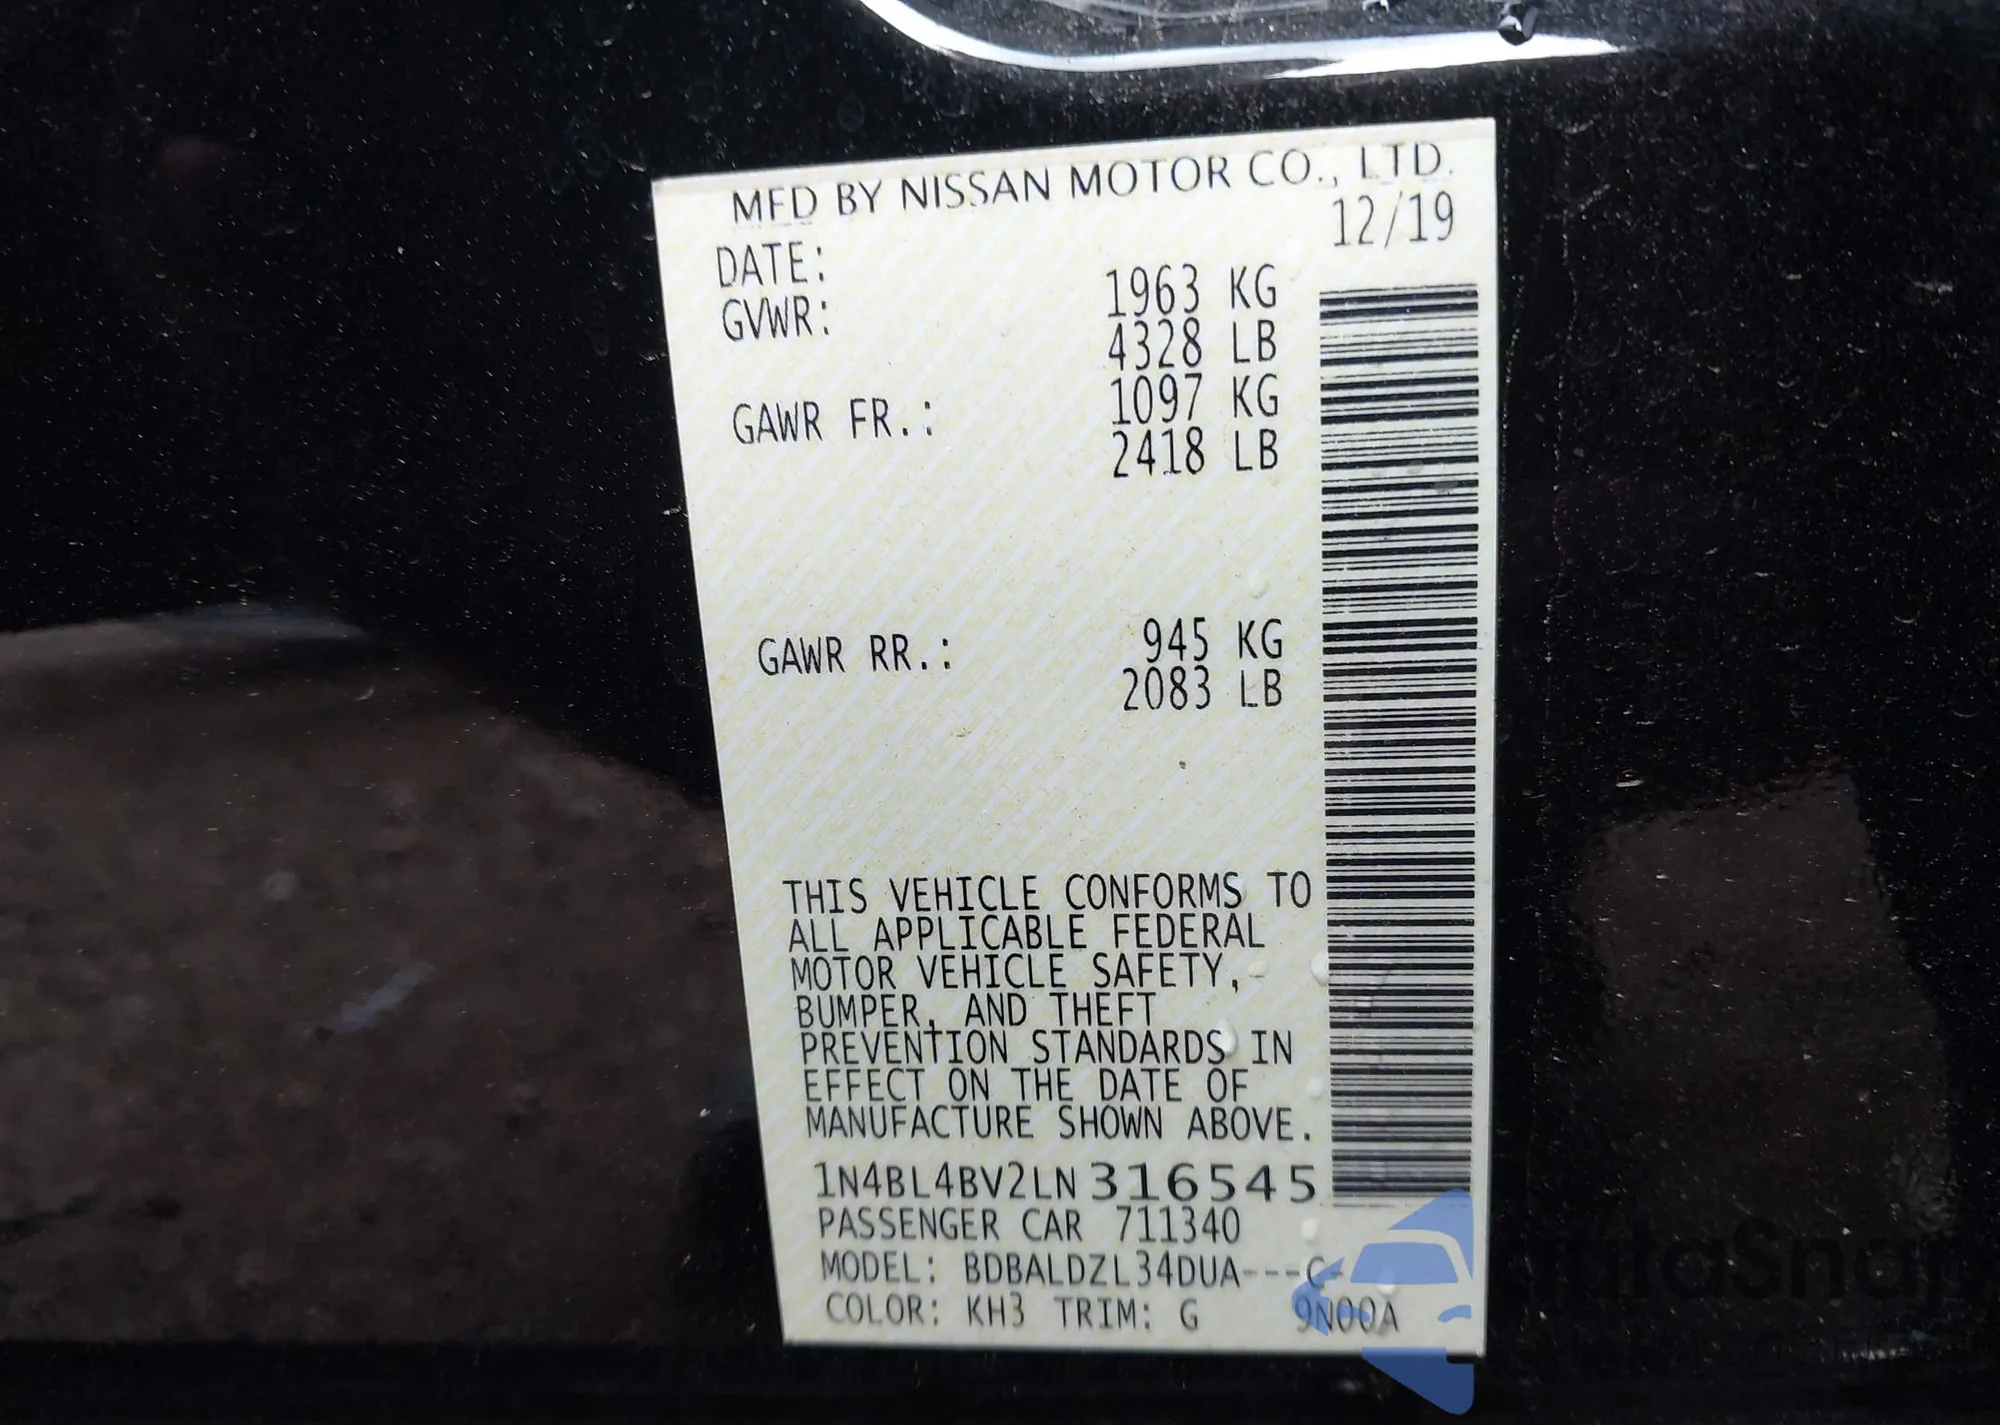 MFD BY NISSAN MOTOR CO., LTD.
DATE: 12/19
GVWR: 1963 KG
4328 LB
GAWR FR.: 1097 KG
2418 LB
GAWR RR.: 945 KG
2083 LB
THIS VEHICLE CONFORMS TO
ALL APPLICABLE FEDERAL
MOTOR VEHICLE SAFETY,
BUMPER, AND THEFT
PREVENTION STANDARDS IN
EFFECT ON THE DATE OF
MANUFACTURE SHOWN ABOVE.
1N4BL4BV2LN316545
PASSENGER CAR 711340
MODEL: BDBALDZL34DUA---C-
COLOR: KH3 TRIM: G 9N00A